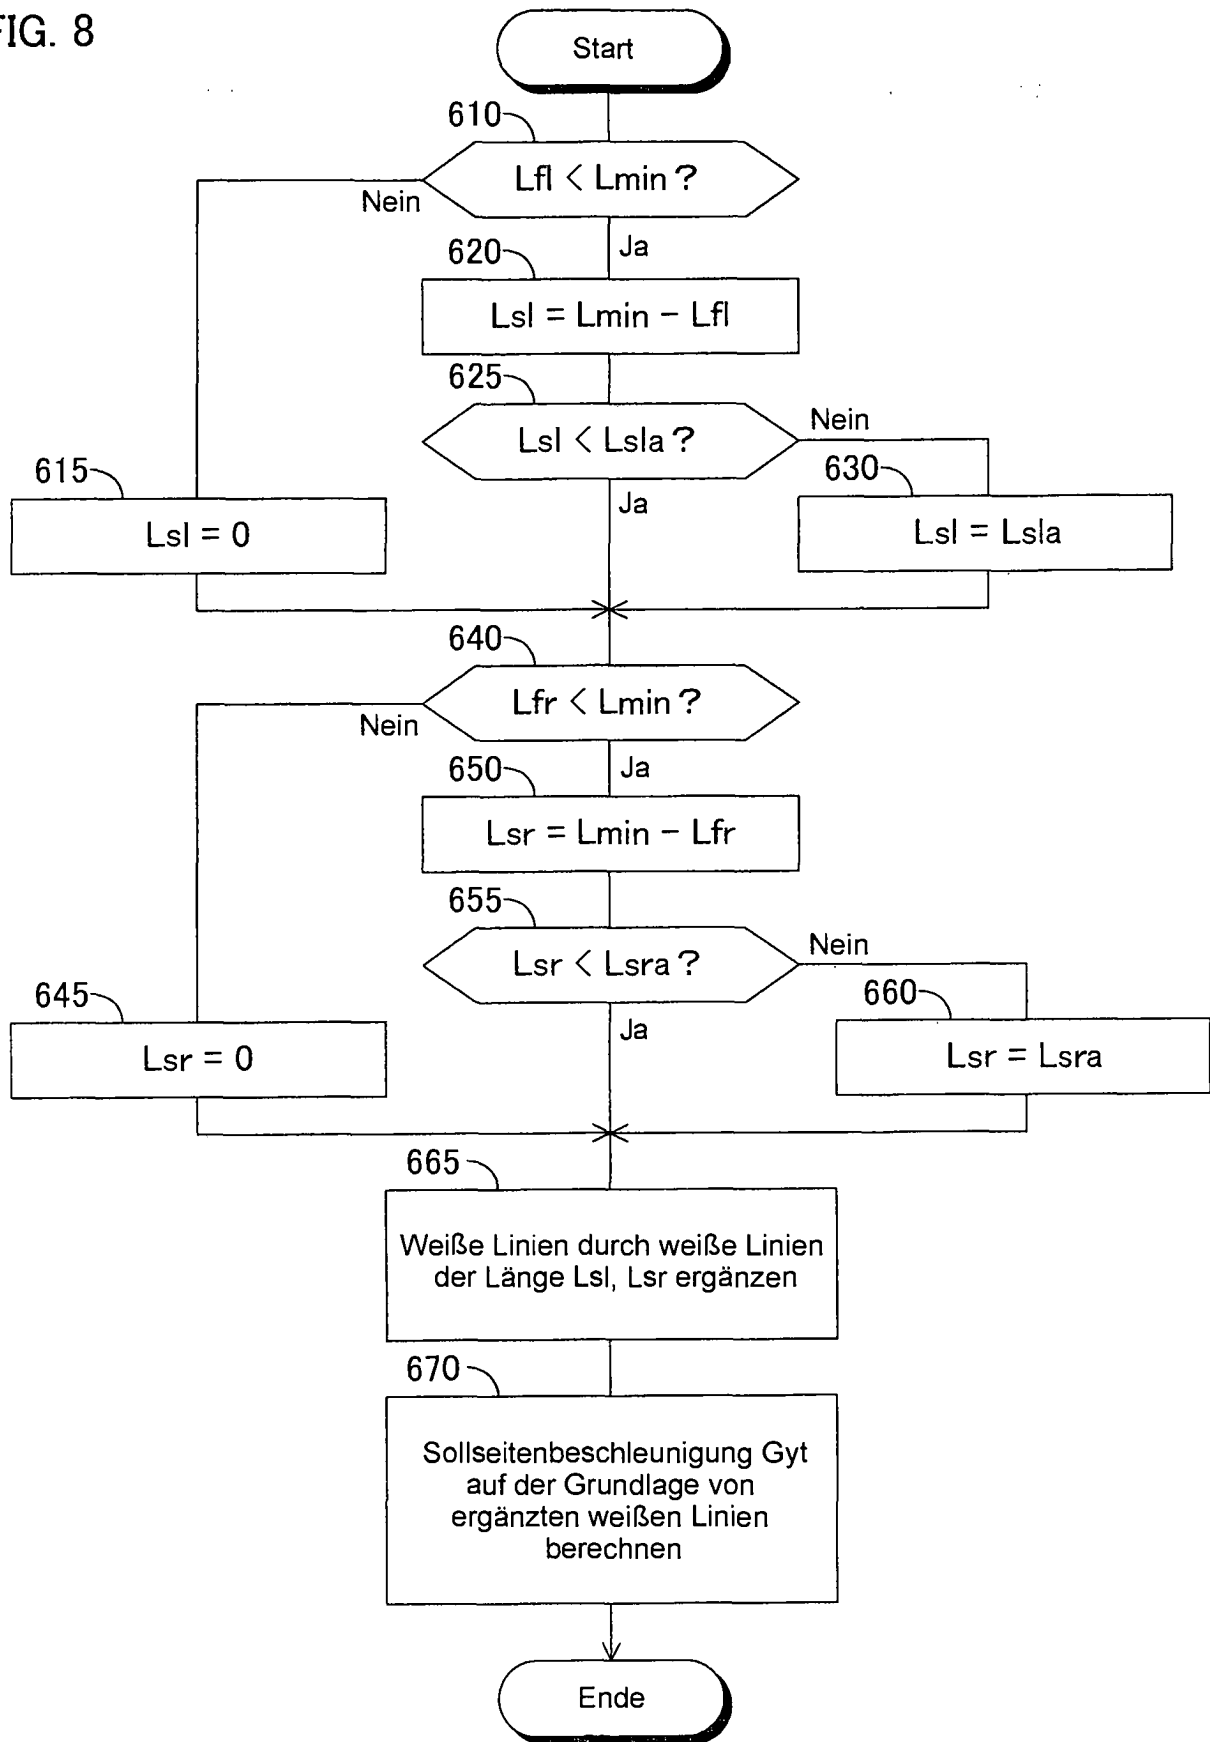 FIG. 8
Start
610
Lfl < Lmin ?
Nein
Ja
620
Lsl = Lmin − Lfl
625
Lsl < Lsla ?
Nein
Ja
615
Lsl = 0
630
Lsl = Lsla
640
Lfr < Lmin ?
Nein
Ja
650
Lsr = Lmin − Lfr
655
Lsr < Lsra ?
Nein
Ja
645
Lsr = 0
660
Lsr = Lsra
665
Weiße Linien durch weiße Linien
der Länge Lsl, Lsr ergänzen
670
Sollseitenbeschleunigung Gyt
auf der Grundlage von
ergänzten weißen Linien
berechnen
Ende